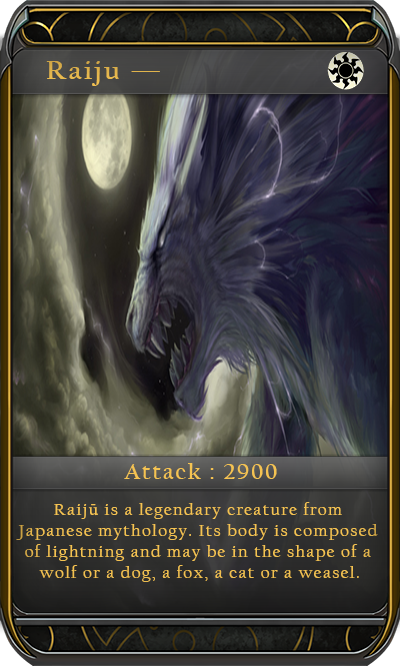 Raiju —
Attack : 2900
Raijū is a legendary creature from
Japanese mythology. Its body is composed
of lightning and may be in the shape of a
wolf or a dog, a fox, a cat or a weasel.